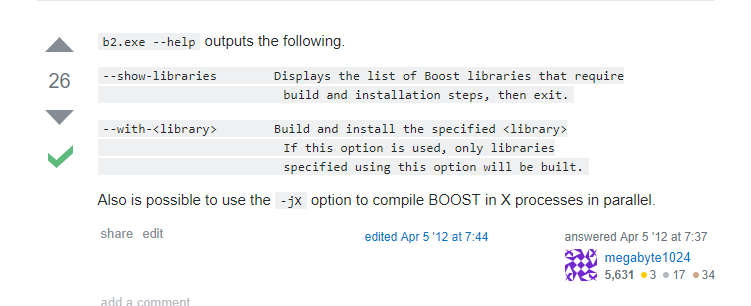 b2.exe --help outputs the following.
26
--show-libraries Displays the list of Boost libraries that require
build and installation steps, then exit.
--with-<library> Build and install the specified <library>
If this option is used, only libraries
specified using this option will be built.
Also is possible to use the -jX option to compile BOOST in X processes in parallel.
share edit
edited Apr 5 '12 at 7:44
answered Apr 5 '12 at 7:37
megabyte1024
5,631 ●3 ●17 ●34
add a comment